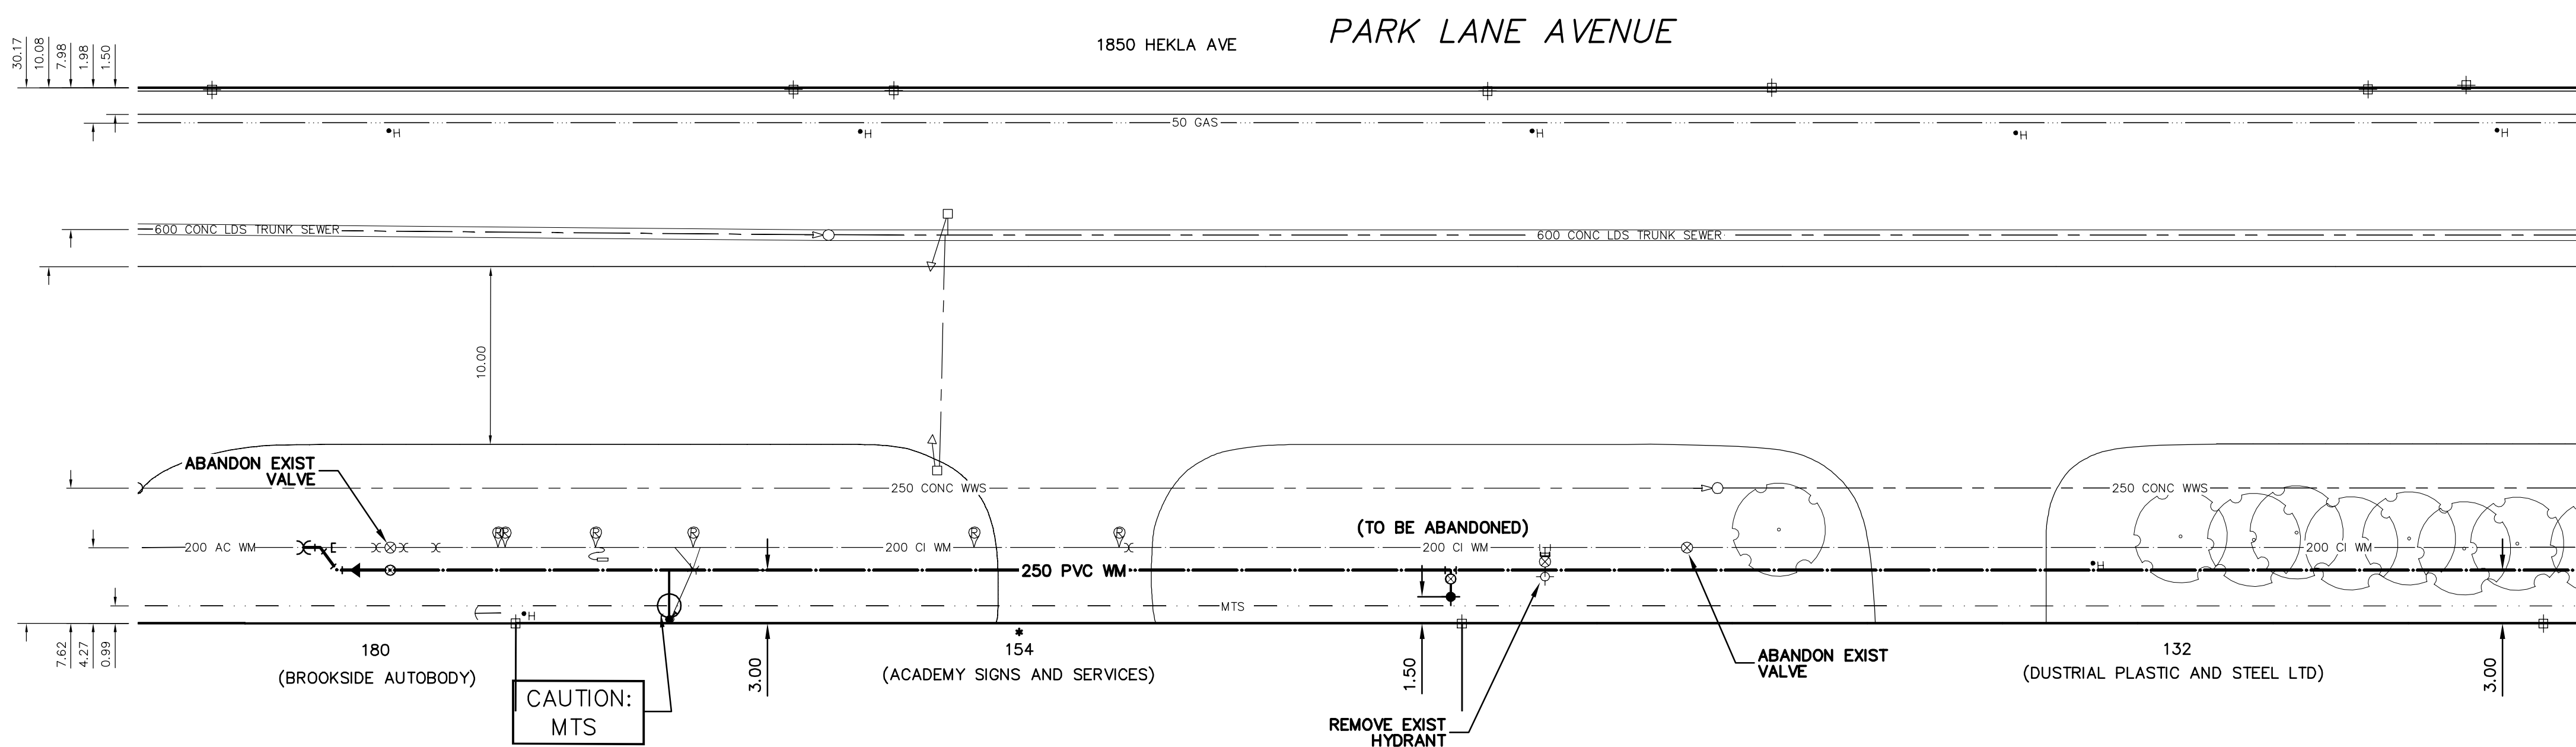 PARK LANE AVENUE
1850 HEKLA AVE
30.17
10.08
7.98
1.98
1.50
50 GAS
H
H
H
H
H
600 CONC LDS TRUNK SEWER
600 CONC LDS TRUNK SEWER
10.00
ABANDON EXIST
VALVE
250 CONC WWS
250 CONC WWS
(TO BE ABANDONED)
R
R
R
R
R
R
200 AC WM
E
200 CI WM
200 CI WM
200 CI WM
250 PVC WM
H
MTS
H
7.62
4.27
0.99
180
(BROOKSIDE AUTOBODY)
CAUTION:
MTS
3.00
*
154
(ACADEMY SIGNS AND SERVICES)
1.50
REMOVE EXIST
HYDRANT
ABANDON EXIST
VALVE
132
(DUSTRIAL PLASTIC AND STEEL LTD)
3.00